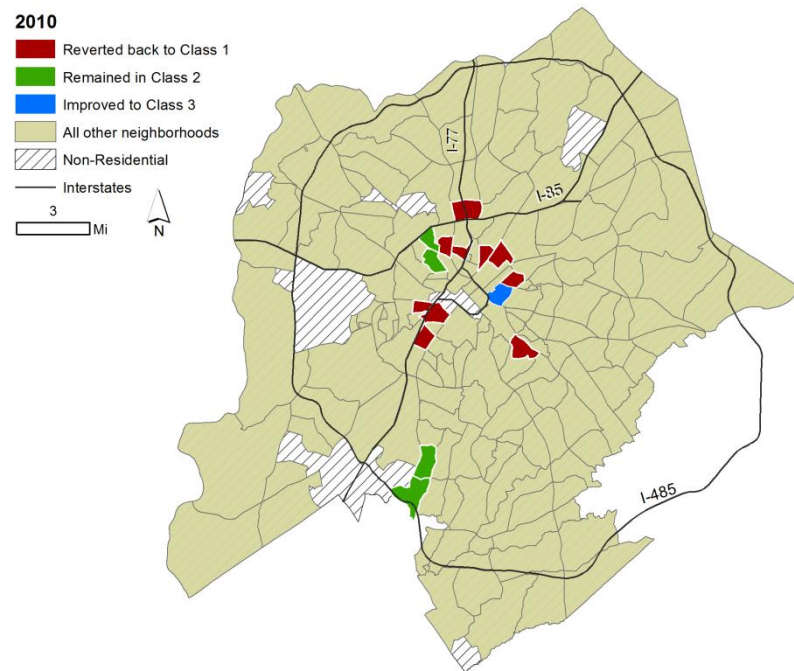 2010
Reverted back to Class 1
Remained in Class 2
Improved to Class 3
All other neighborhoods
Non-Residential
Interstates
3
Mi
N
I-77
I-85
I-485